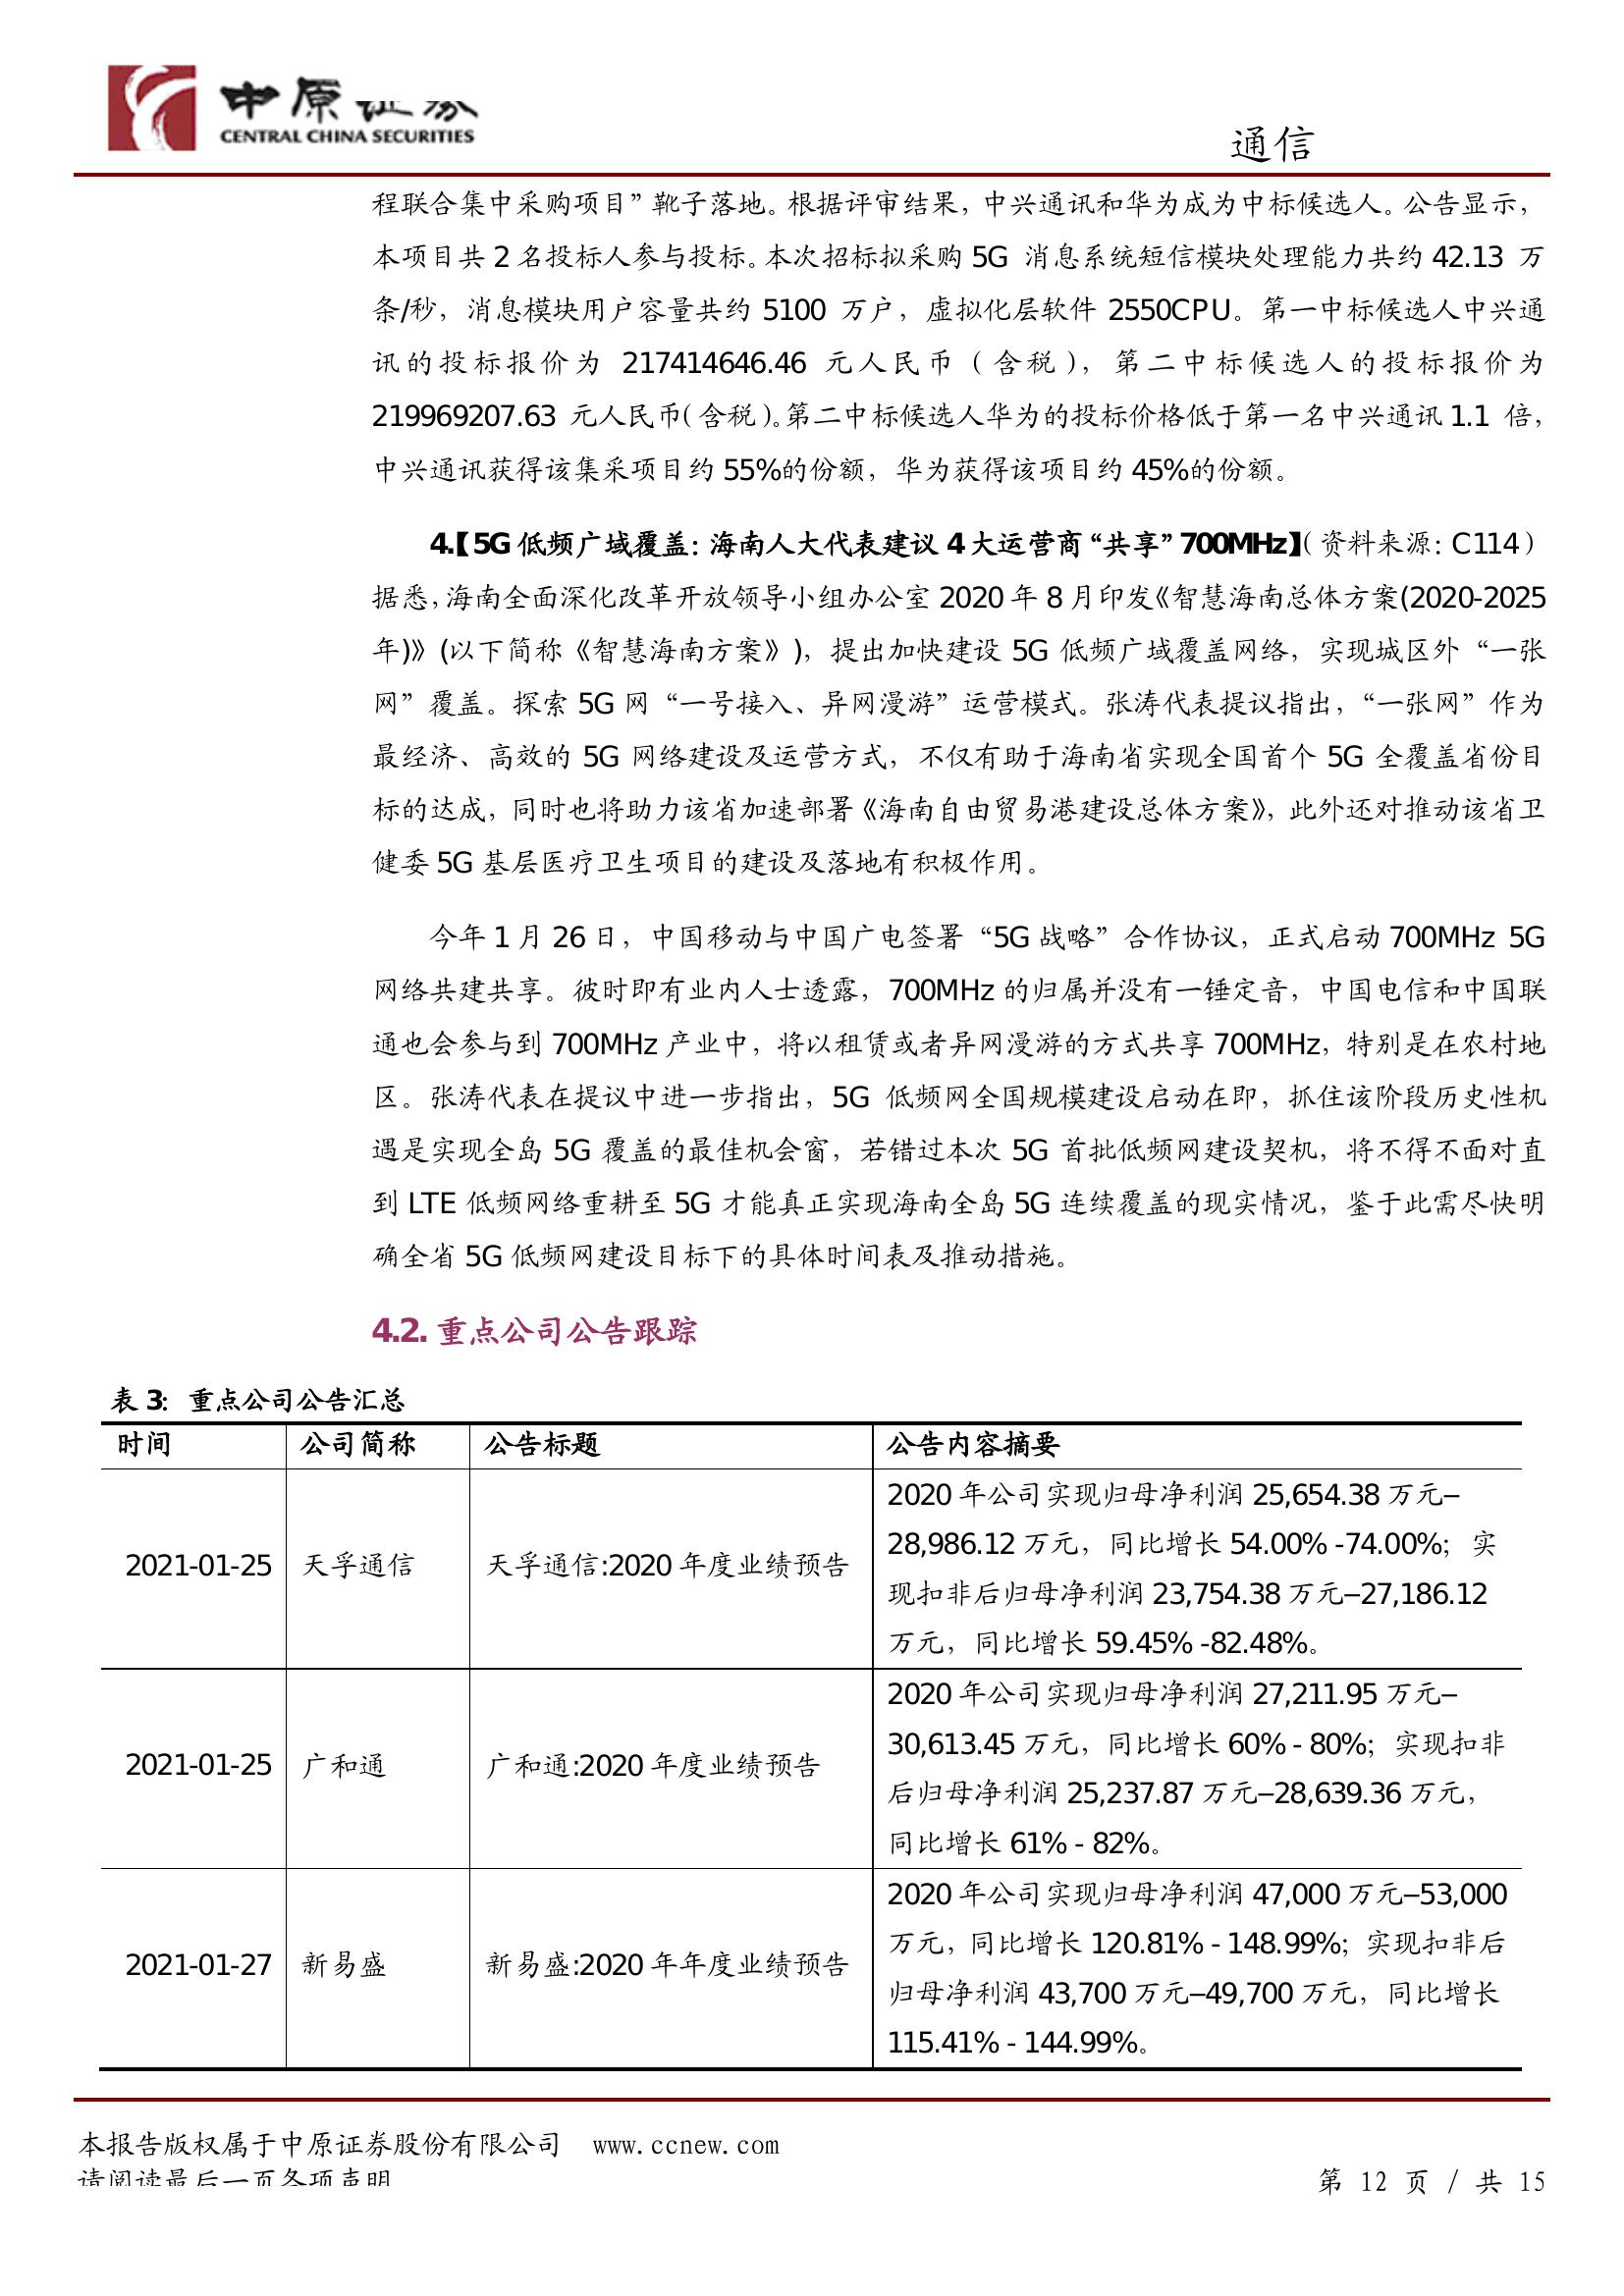 中原证券
CENTRAL CHINA SECURITIES
通信
程联合集中采购项目”靴子落地。根据评审结果，中兴通讯和华为成为中标候选人。公告显示，
本项目共 2 名投标人参与投标。本次招标拟采购 5G 消息系统短信模块处理能力共约 42.13 万
条/秒，消息模块用户容量共约 5100 万户，虚拟化层软件 2550CPU。第一中标候选人中兴通
讯的投标报价为 217414646.46 元人民币（含税），第二中标候选人的投标报价为
219969207.63 元人民币（含税）。第二中标候选人华为的投标价格低于第一名中兴通讯 1.1 倍，
中兴通讯获得该集采项目约 55%的份额，华为获得该项目约 45%的份额。
4.【5G 低频广域覆盖：海南人大代表建议 4 大运营商“共享”700MHz】（资料来源：C114）
据悉，海南全面深化改革开放领导小组办公室 2020 年 8 月印发《智慧海南总体方案(2020-2025
年)》(以下简称《智慧海南方案》)，提出加快建设 5G 低频广域覆盖网络，实现城区外“一张
网”覆盖。探索 5G 网“一号接入、异网漫游”运营模式。张涛代表提议指出，“一张网”作为
最经济、高效的 5G 网络建设及运营方式，不仅有助于海南省实现全国首个 5G 全覆盖省份目
标的达成，同时也将助力该省加速部署《海南自由贸易港建设总体方案》，此外还对推动该省卫
健委 5G 基层医疗卫生项目的建设及落地有积极作用。
今年 1 月 26 日，中国移动与中国广电签署“5G 战略”合作协议，正式启动 700MHz 5G
网络共建共享。彼时即有业内人士透露，700MHz 的归属并没有一锤定音，中国电信和中国联
通也会参与到 700MHz 产业中，将以租赁或者异网漫游的方式共享 700MHz，特别是在农村地
区。张涛代表在提议中进一步指出，5G 低频网全国规模建设启动在即，抓住该阶段历史性机
遇是实现全岛 5G 覆盖的最佳机会窗，若错过本次 5G 首批低频网建设契机，将不得不面对直
到 LTE 低频网络重耕至 5G 才能真正实现海南全岛 5G 连续覆盖的现实情况，鉴于此需尽快明
确全省 5G 低频网建设目标下的具体时间表及推动措施。
4.2. 重点公司公告跟踪
表 3：重点公司公告汇总
时间 公司简称 公告标题 公告内容摘要
2021-01-25 天孚通信 天孚通信:2020 年度业绩预告
2020 年公司实现归母净利润 25,654.38 万元–
28,986.12 万元，同比增长 54.00% -74.00%；实
现扣非后归母净利润 23,754.38 万元–27,186.12
万元，同比增长 59.45% -82.48%。
2021-01-25 广和通 广和通:2020 年度业绩预告
2020 年公司实现归母净利润 27,211.95 万元–
30,613.45 万元，同比增长 60% - 80%；实现扣非
后归母净利润 25,237.87 万元–28,639.36 万元，
同比增长 61% - 82%。
2021-01-27 新易盛 新易盛:2020 年年度业绩预告
2020 年公司实现归母净利润 47,000 万元–53,000
万元，同比增长 120.81% - 148.99%；实现扣非后
归母净利润 43,700 万元–49,700 万元，同比增长
115.41% - 144.99%。
本报告版权属于中原证券股份有限公司 www.ccnew.com
请阅读最后一页各项声明
第 12 页 / 共 15